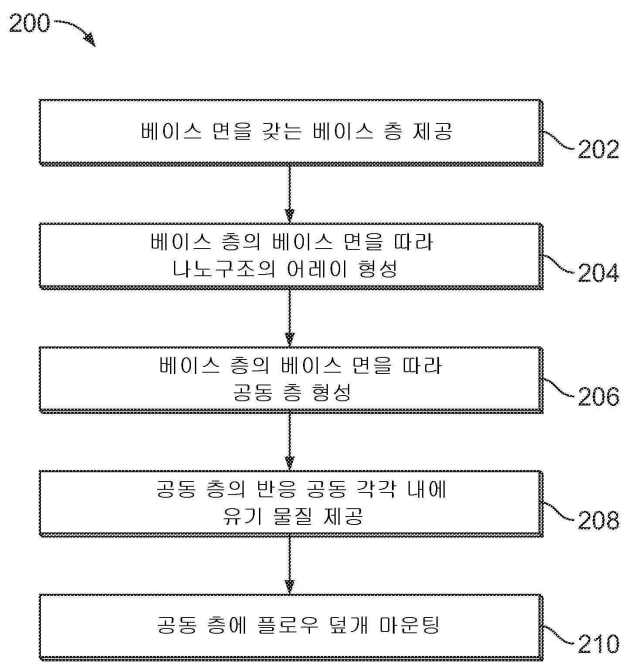 200
베이스 면을 갖는 베이스 층 제공
202
베이스 층의 베이스 면을 따라
나노구조의 어레이 형성
204
베이스 층의 베이스 면을 따라
공동 층 형성
206
공동 층의 반응 공동 각각 내에
유기 물질 제공
208
공동 층에 플로우 덮개 마운팅
210